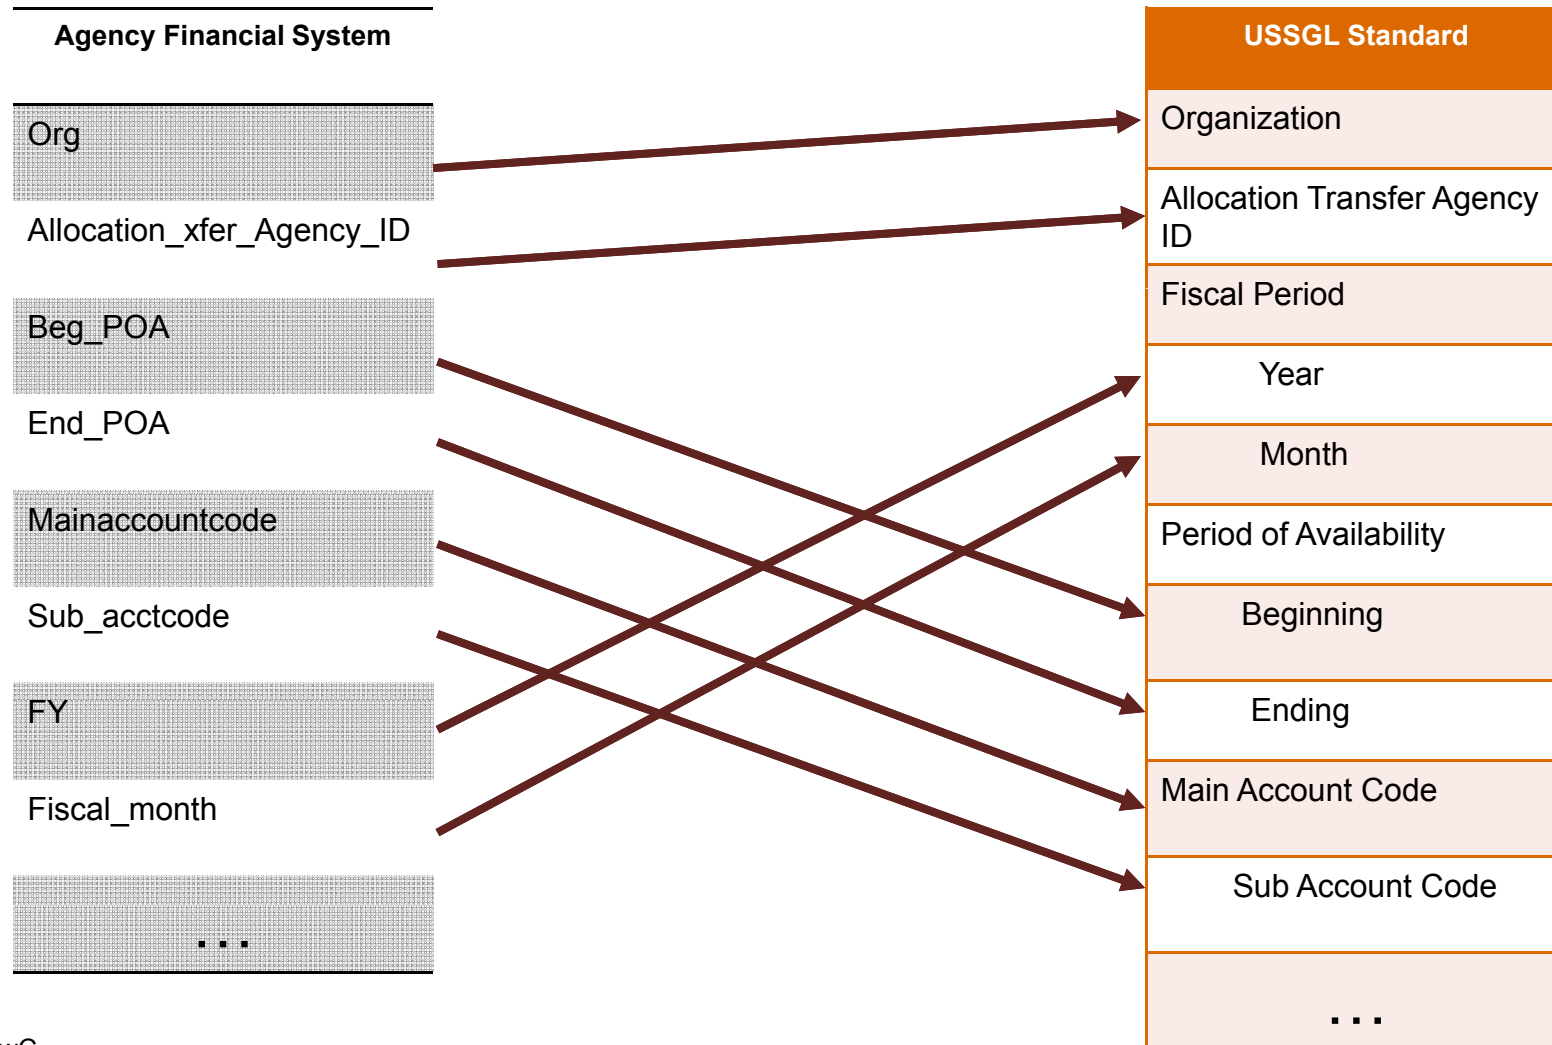 Agency Financial System
Org
Allocation_xfer_Agency_ID
Beg_POA
End_POA
Mainaccountcode
Sub_acctcode
FY
Fiscal_month
...
USSGL Standard
Organization
Allocation Transfer Agency
ID
Fiscal Period
Year
Month
Period of Availability
Beginning
Ending
Main Account Code
Sub Account Code
...